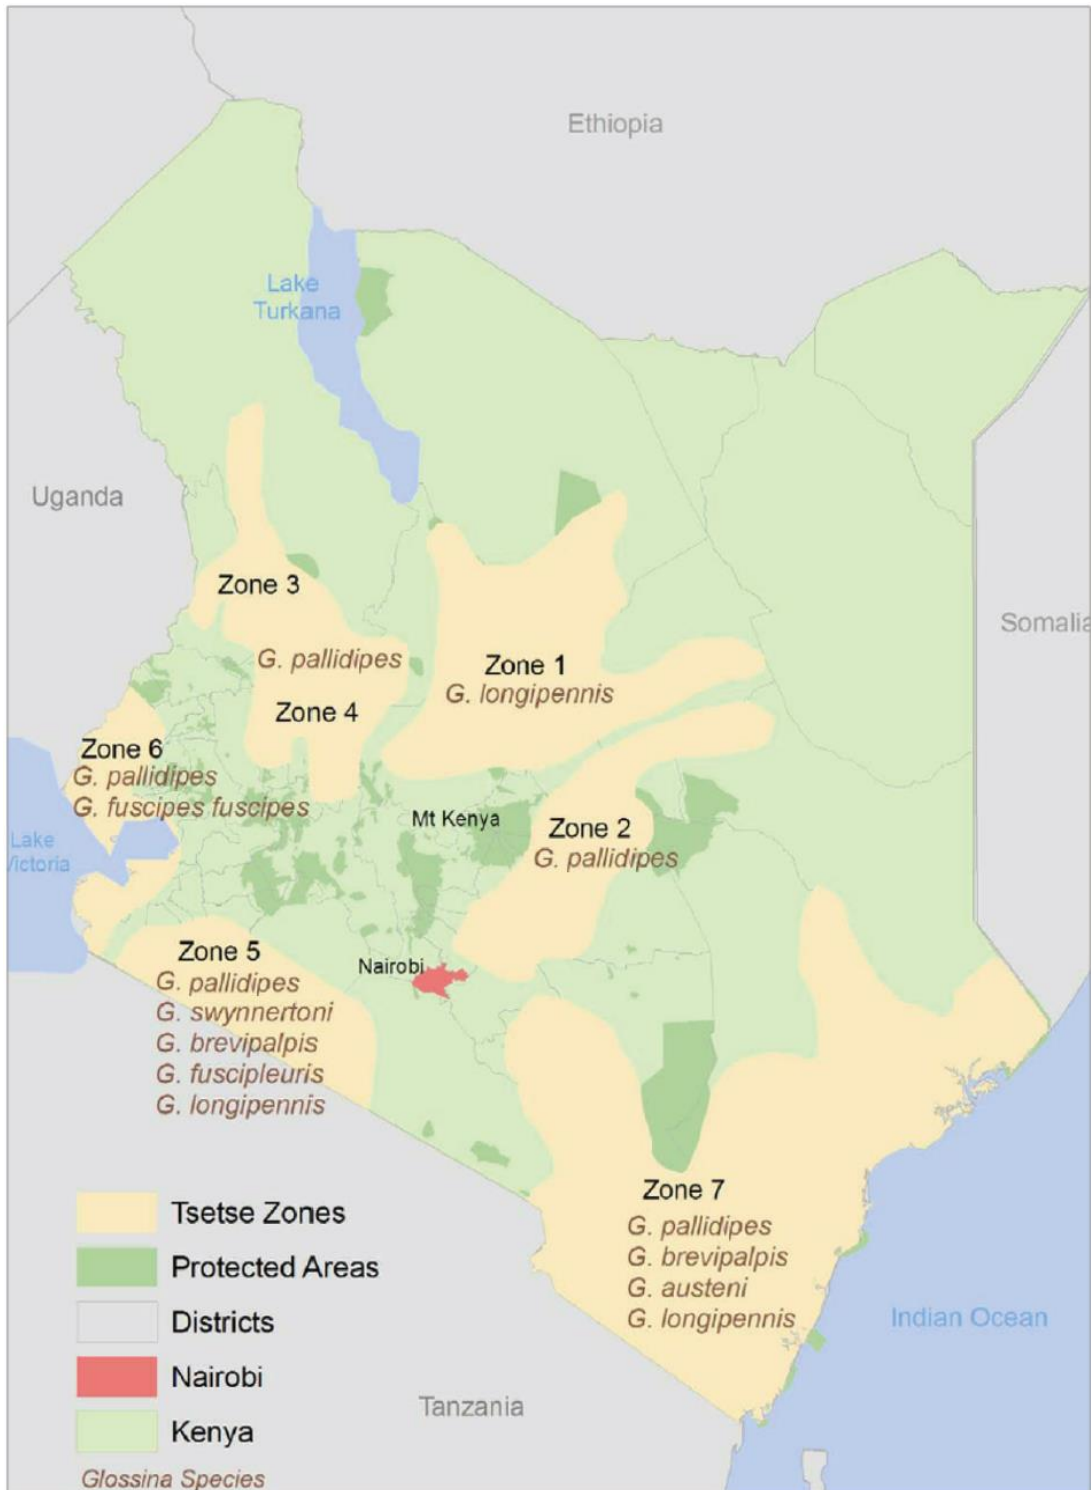 Ethiopia
Lake
Turkana
Uganda
Somalia
Zone 3
G. pallidipes
Zone 4
Zone 1
G. longipennis
Zone 6
G. pallidipes
G. fuscipes fuscipes
Lake
Victoria
Mt Kenya
Zone 2
G. pallidipes
Zone 5
G. pallidipes
G. swynnertoni
G. brevipalpis
G. fuscipleuris
G. longipennis
Nairobi
Zone 7
G. pallidipes
G. brevipalpis
G. austeni
G. longipennis
Indian Ocean
Tanzania
Tsetse Zones
Protected Areas
Districts
Nairobi
Kenya
Glossina Species